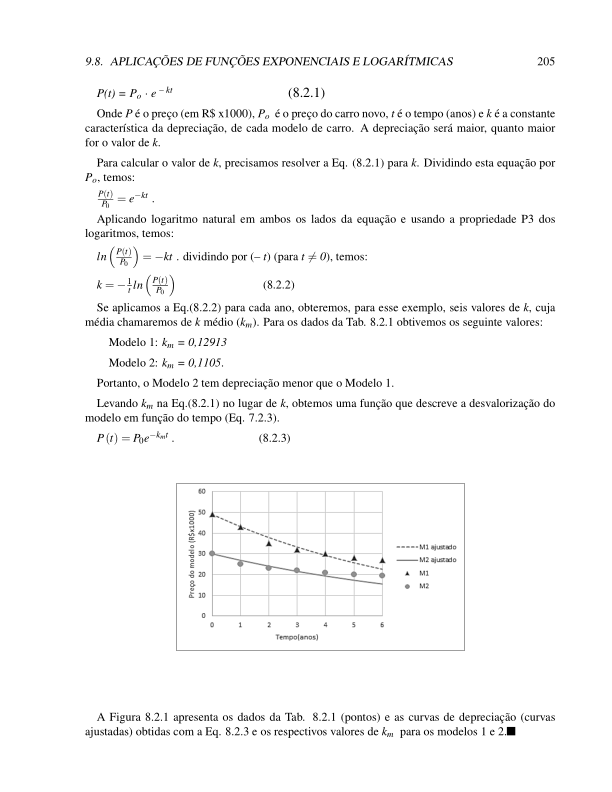 9.8. APLICAÇÕES DE FUNÇÕES EXPONENCIAIS E LOGARÍTMICAS 205
P(t) = P_o · e^{–kt} (8.2.1)
Onde P é o preço (em R$ x1000), P_o é o preço do carro novo, t é o tempo (anos) e k é a constante
característica da depreciação, de cada modelo de carro. A depreciação será maior, quanto maior
for o valor de k.
Para calcular o valor de k, precisamos resolver a Eq. (8.2.1) para k. Dividindo esta equação por
P_o, temos:
P(t)/P_0 = e^{−kt} .
Aplicando logaritmo natural em ambos os lados da equação e usando a propriedade P3 dos
logaritmos, temos:
ln (P(t)/P_0) = −kt . dividindo por (– t) (para t ≠ 0), temos:
k = −1/t ln (P(t)/P_0) (8.2.2)
Se aplicamos a Eq.(8.2.2) para cada ano, obteremos, para esse exemplo, seis valores de k, cuja
média chamaremos de k médio (k_m). Para os dados da Tab. 8.2.1 obtivemos os seguinte valores:
Modelo 1: k_m = 0,12913
Modelo 2: k_m = 0,1105.
Portanto, o Modelo 2 tem depreciação menor que o Modelo 1.
Levando k_m na Eq.(8.2.1) no lugar de k, obtemos uma função que descreve a desvalorização do
modelo em função do tempo (Eq. 7.2.3).
P(t) = P_0e^{−k_m t} . (8.2.3)
Preço do modelo (R$x1000)
60
50
40
30
20
10
0
0 1 2 3 4 5 6
Tempo(anos)
M1 ajustado
M2 ajustado
M1
M2
A Figura 8.2.1 apresenta os dados da Tab. 8.2.1 (pontos) e as curvas de depreciação (curvas
ajustadas) obtidas com a Eq. 8.2.3 e os respectivos valores de k_m para os modelos 1 e 2.■